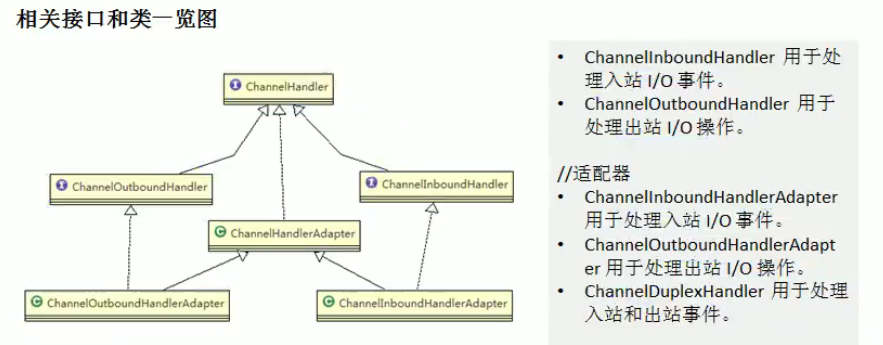 相关接口和类一览图
ChannelHandler
ChannelOutboundHandler
ChannelInboundHandler
ChannelHandlerAdapter
ChannelOutboundHandlerAdapter
ChannelInboundHandlerAdapter
• ChannelInboundHandler 用于处
理入站 I/O 事件。
• ChannelOutboundHandler 用于
处理出站 I/O 操作。
//适配器
• ChannelInboundHandlerAdapter
用于处理入站 I/O 事件。
• ChannelOutboundHandlerAdapt
er 用于处理出站 I/O 操作。
• ChannelDuplexHandler 用于处理
入站和出站事件。